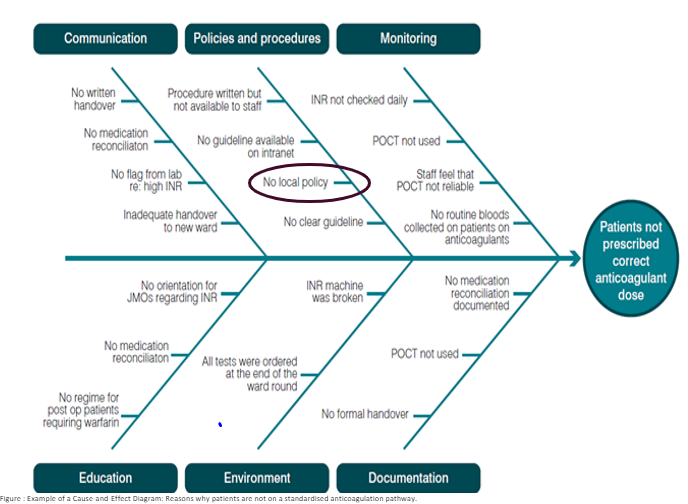 Communication
Policies and procedures
Monitoring
No written
handover
No medication
reconciliaton
No flag from lab
re: high INR
Inadequate handover
to new ward
Procedure written but
not available to staff
No guideline available
on intranet
No local policy
No clear guideline
INR not checked daily
POCT not used
Staff feel that
POCT not reliable
No routine bloods
collected on patients on
anticoagulants
Patients not
prescribed
correct
anticoagulant
dose
No orientation for
JMOs regarding INR
No medication
reconciliaton
No regime for
post op patients
requiring warfarin
INR machine
was broken
All tests were ordered
at the end of the
ward round
No medication
reconciliation
documented
POCT not used
No formal handover
Education
Environment
Documentation
Figure : Example of a Cause and Effect Diagram: Reasons why patients are not on a standardised anticoagulation pathway.